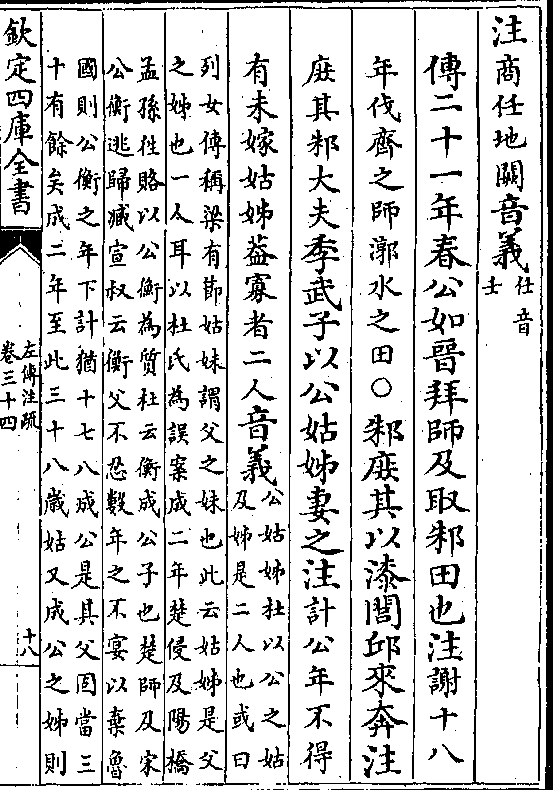 注商任地闕音義任音
士
傳二十一年春公如晉拜師及取邾田也注謝十八
年伐齊之師漷水之田○邾庶其以漆閭邱來奔注
庶其邾大夫季武子以公姑姊妻之注計公年不得
有未嫁姑姊葢寡者二人音義公姑姊杜以公之姑
及姊是二人也或曰
列女傳稱梁有節姑妹謂父之妹也此云姑姊是父
之姊也一人耳以杜氏為誤案成二年楚侵及陽橋
孟孫往賂以公衡為質杜云衡成公子也楚師及宋
公衡逃歸臧宣叔云衡父不忍數年之不宴以棄魯
國則公衡之年下計猶十七八成公是其父固當三
十有餘矣成二年至此三十八歲姑又成公之姊則
欽定四庫全書
左傳注疏
卷三十四
十八